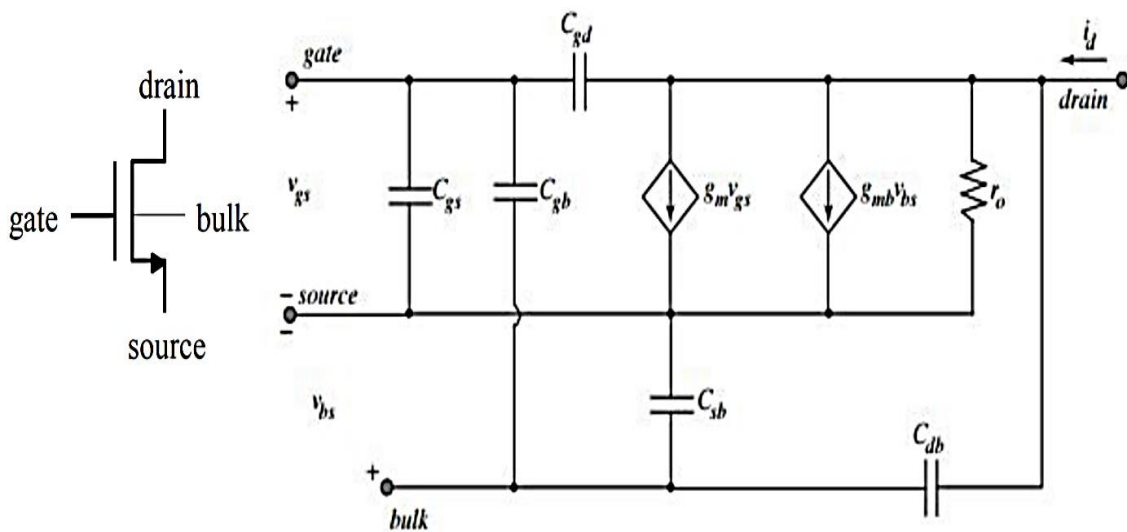 drain
gate
bulk
source
gate
+
v_gs
−
source
−
v_bs
+
bulk
C_gs
C_gb
C_gd
g_m v_gs
g_mb v_bs
r_o
i_d
drain
C_sb
C_db